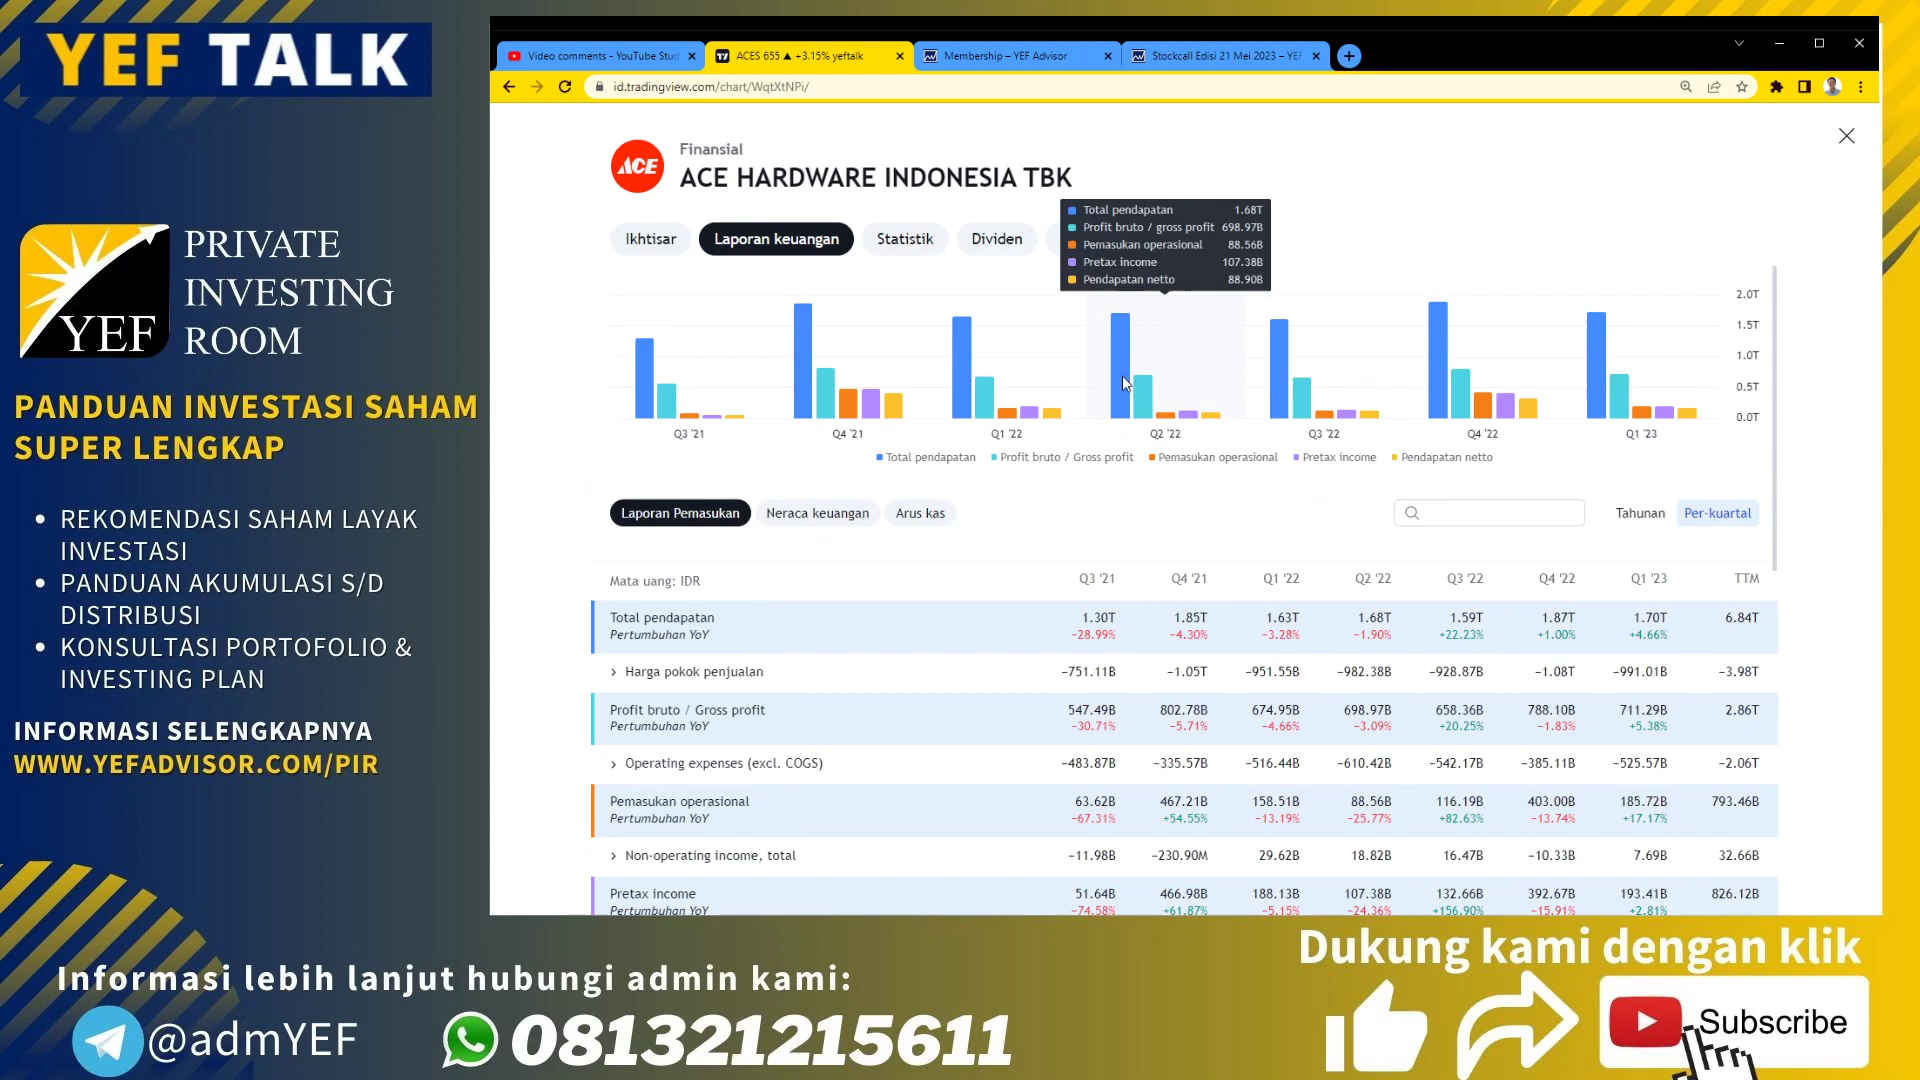 YEF TALK
YEF
PRIVATE
INVESTING
ROOM
PANDUAN INVESTASI SAHAM
SUPER LENGKAP
REKOMENDASI SAHAM LAYAK
INVESTASI
PANDUAN AKUMULASI S/D
DISTRIBUSI
KONSULTASI PORTOFOLIO &
INVESTING PLAN
INFORMASI SELENGKAPNYA
WWW.YEFADVISOR.COM/PIR
Video comments - YouTube Stud
ACES 655 ▲ +3.15% yeftalk
Membership – YEF Advisor
Stockcall Edisi 21 Mei 2023 – YEF
id.tradingview.com/chart/WqtXtNPi/
ACE
Finansial
ACE HARDWARE INDONESIA TBK
Ikhtisar Laporan keuangan Statistik Dividen
Total pendapatan 1.68T
Profit bruto / gross profit 698.97B
Pemasukan operasional 88.56B
Pretax income 107.38B
Pendapatan netto 88.90B
2.0T
1.5T
1.0T
0.5T
0.0T
Q3 '21 Q4 '21 Q1 '22 Q2 '22 Q3 '22 Q4 '22 Q1 '23
Total pendapatan Profit bruto / Gross profit Pemasukan operasional Pretax income Pendapatan netto
Laporan Pemasukan Neraca keuangan Arus kas Tahunan Per-kuartal
Mata uang: IDR Q3 '21 Q4 '21 Q1 '22 Q2 '22 Q3 '22 Q4 '22 Q1 '23 TTM
Total pendapatan 1.30T 1.85T 1.63T 1.68T 1.59T 1.87T 1.70T 6.84T
Pertumbuhan YoY −28.99% −4.30% −3.28% −1.90% +22.23% +1.00% +4.66%
Harga pokok penjualan −751.11B −1.05T −951.55B −982.38B −928.87B −1.08T −991.01B −3.98T
Profit bruto / Gross profit 547.49B 802.78B 674.95B 698.97B 658.36B 788.10B 711.29B 2.86T
Pertumbuhan YoY −30.71% −5.71% −4.66% −3.09% +20.25% −1.83% +5.38%
Operating expenses (excl. COGS) −483.87B −335.57B −516.44B −610.42B −542.17B −385.11B −525.57B −2.06T
Pemasukan operasional 63.62B 467.21B 158.51B 88.56B 116.19B 403.00B 185.72B 793.46B
Pertumbuhan YoY −67.31% +54.55% −13.19% −25.77% +82.63% −13.74% +17.17%
Non-operating income, total −11.98B −230.90M 29.62B 18.82B 16.47B −10.33B 7.69B 32.66B
Pretax income 51.64B 466.98B 188.13B 107.38B 132.66B 392.67B 193.41B 826.12B
Pertumbuhan YoY −74.58% +61.87% −5.15% −24.36% +156.90% −15.91% +2.81%
Informasi lebih lanjut hubungi admin kami:
@admYEF
081321215611
Dukung kami dengan klik
Subscribe